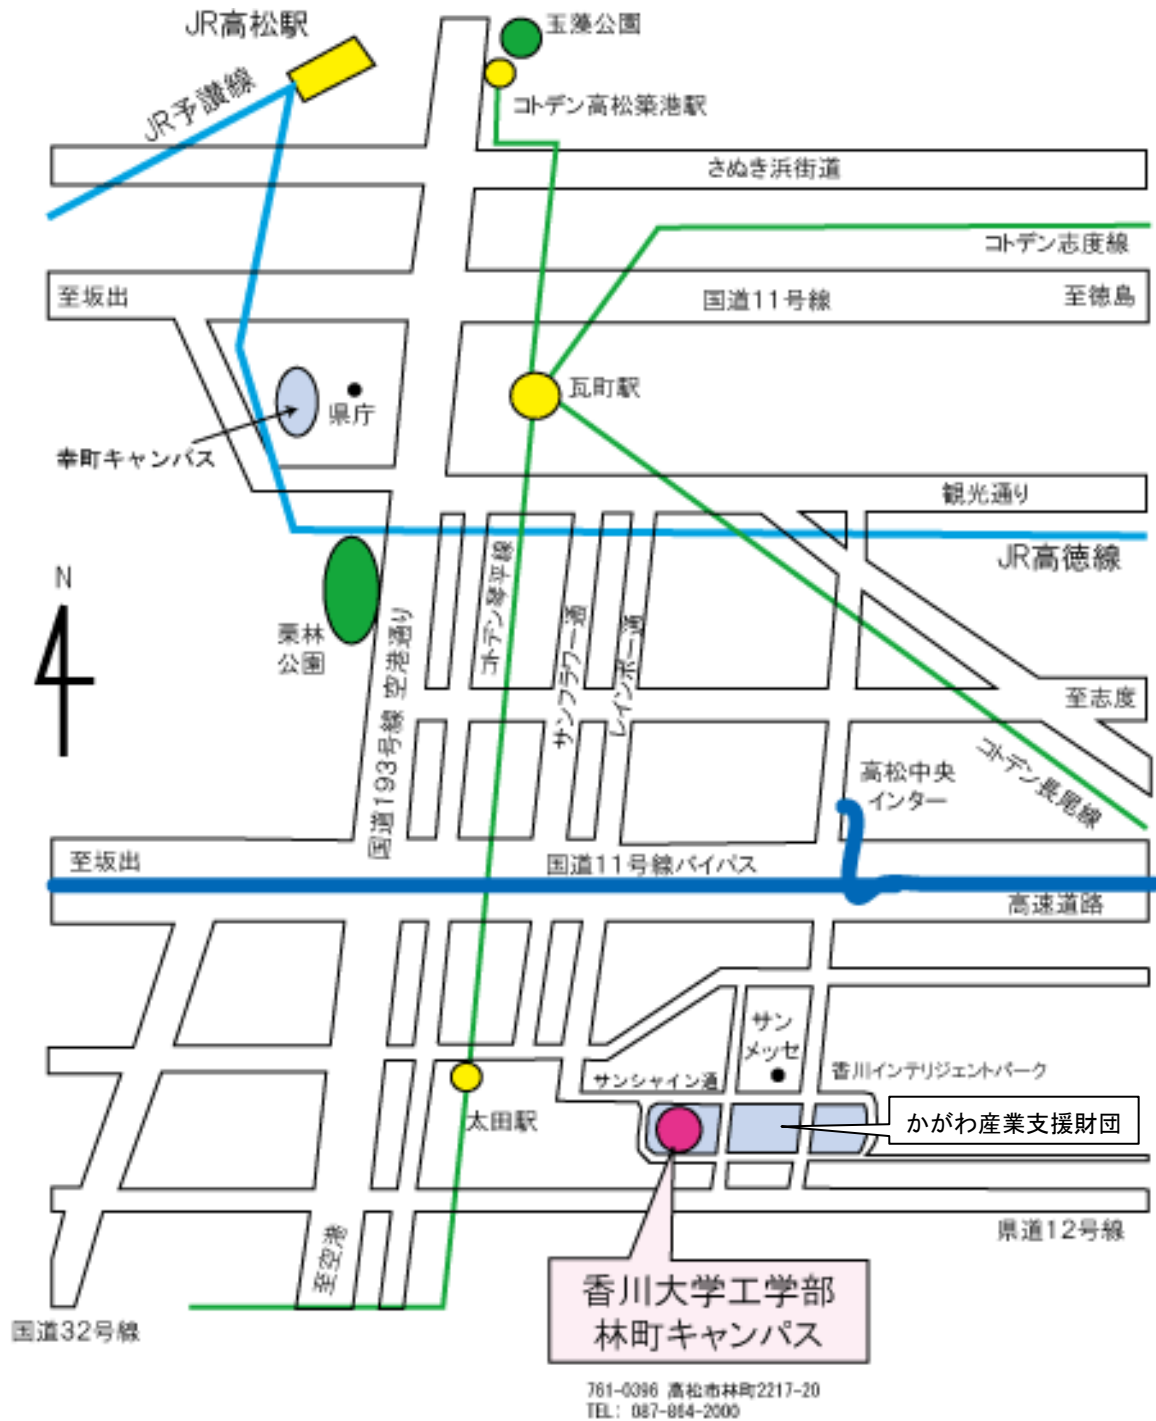 JR高松駅
玉藻公園
JR予讃線
コトデン高松築港駅
さぬき浜街道
コトデン志度線
至坂出
国道11号線
至徳島
瓦町駅
県庁
幸町キャンパス
観光通り
JR高徳線
N
栗林
公園
国道193号線 空港通り
コトデン琴平線
サンフラワー通
レインボー通
至志度
コトデン長尾線
高松中央
インター
至坂出
国道11号線バイパス
高速道路
サン
メッセ
サンシャイン通
香川インテリジェントパーク
太田駅
かがわ産業支援財団
県道12号線
至空港
香川大学工学部
林町キャンパス
国道32号線
761-0396 高松市林町2217-20
TEL: 087-864-2000